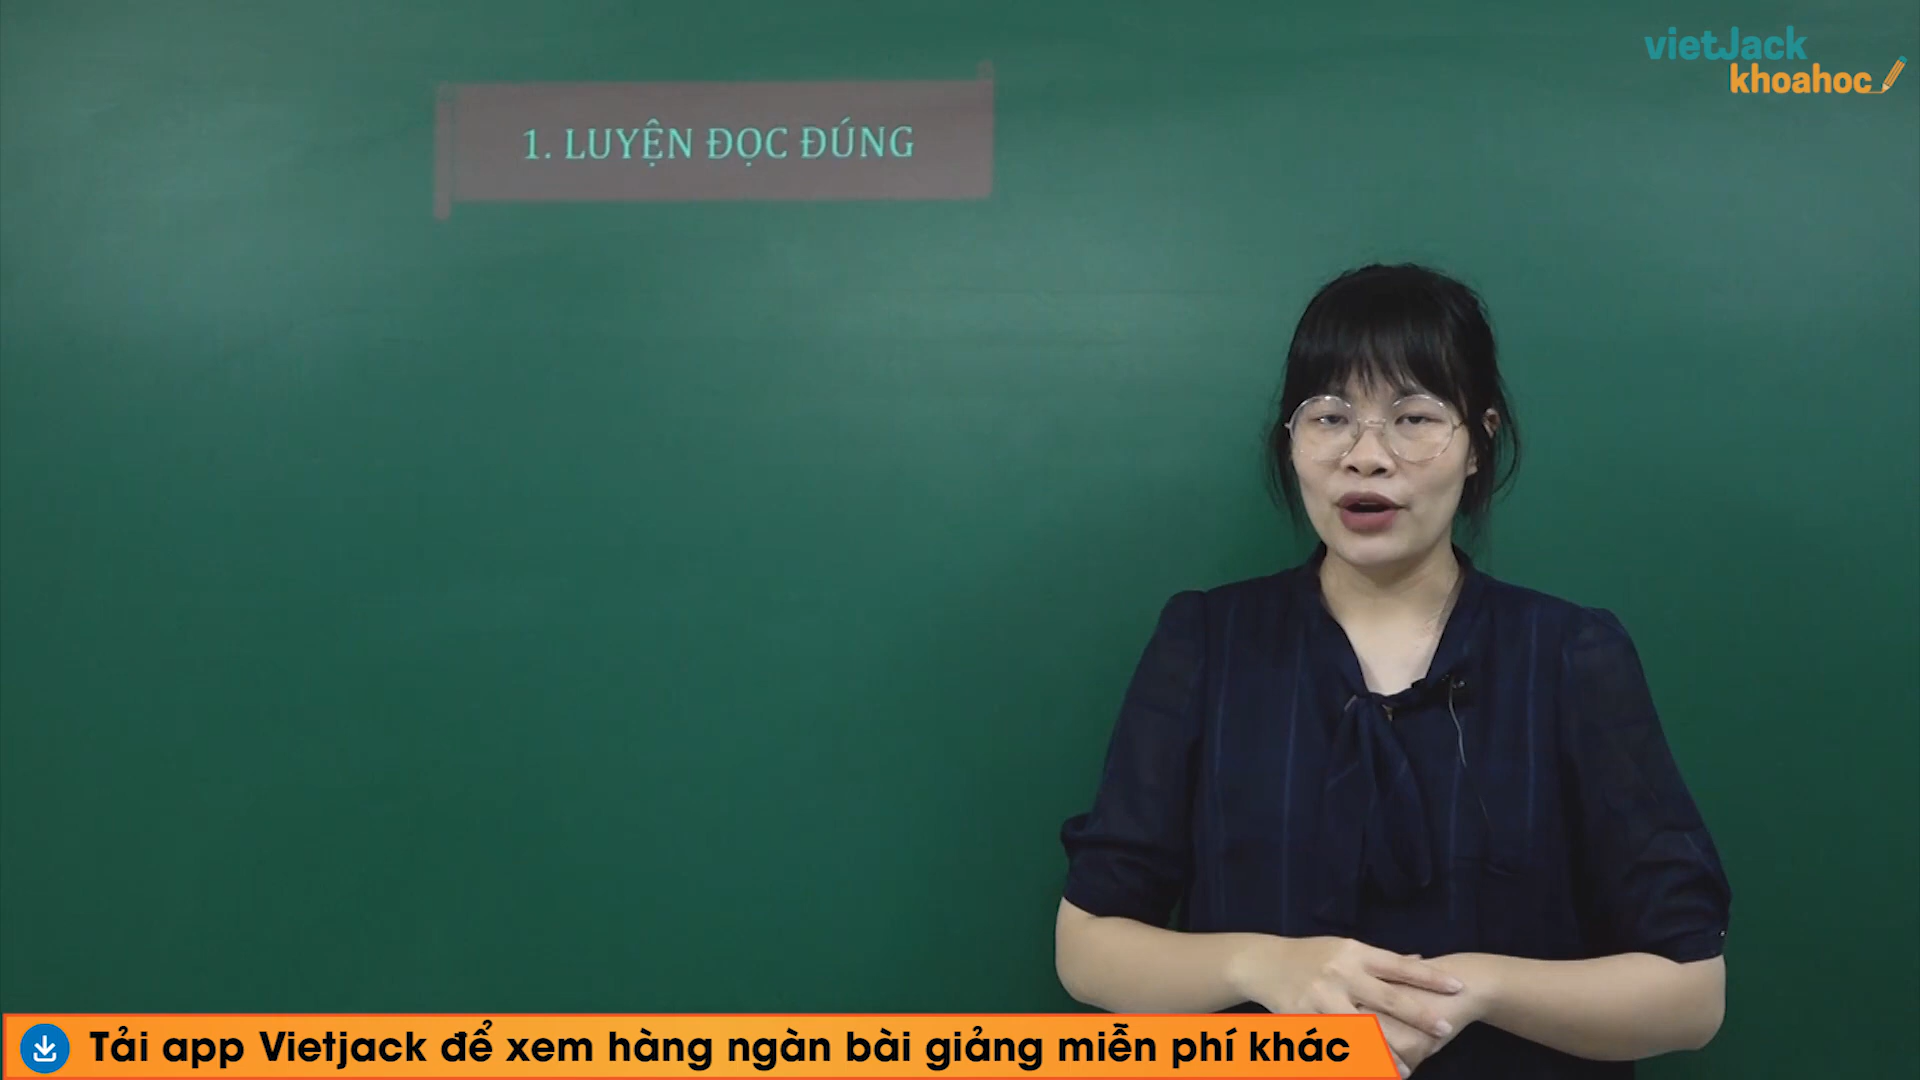 vietJack
khoahoc
1. LUYỆN ĐỌC ĐÚNG
Tải app Vietjack để xem hàng ngàn bài giảng miễn phí khác